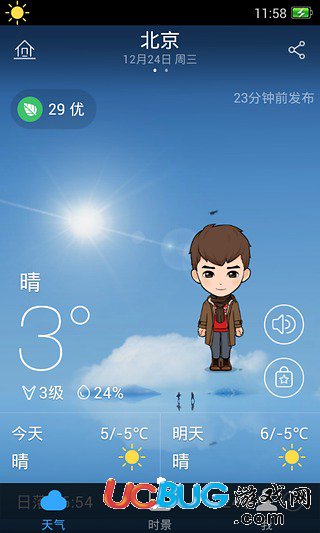 11:58
北京
12月24日 周三
29 优
23分钟前发布
晴
3°
3级 24%
今天 5/-5℃
晴
明天 6/-5℃
晴
日落 :54
UCBUG游戏网
.com
天气 时景 我